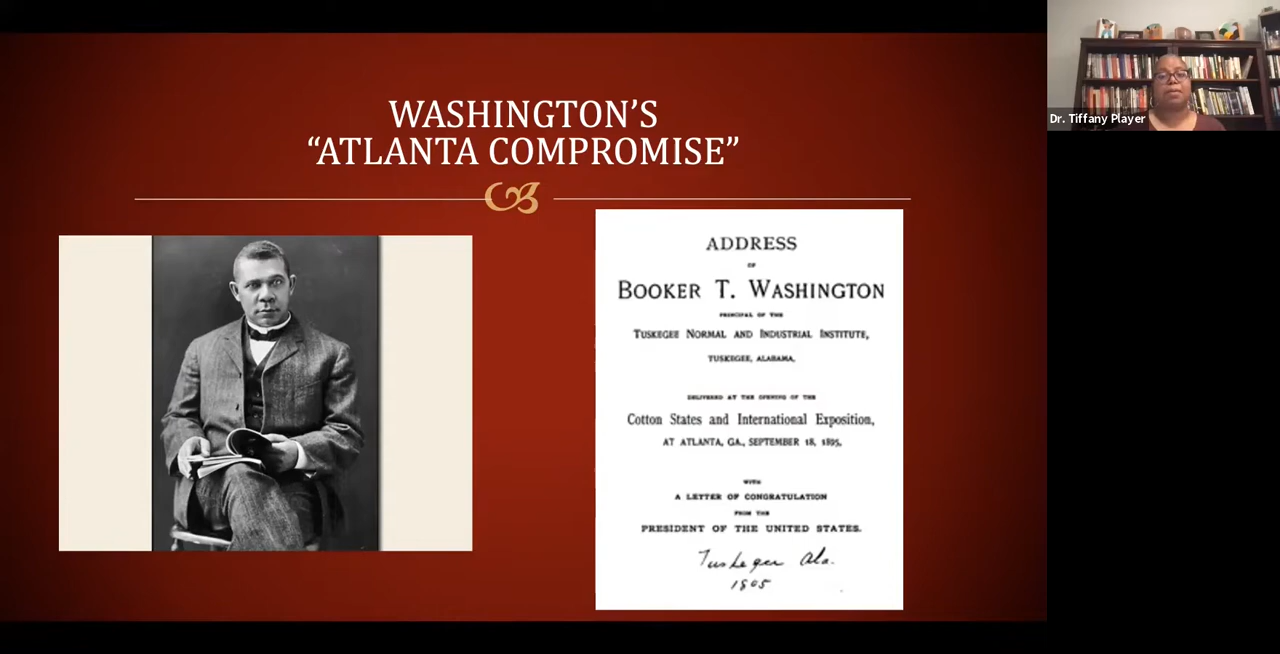 WASHINGTON’S
“ATLANTA COMPROMISE”
ADDRESS
OF
BOOKER T. WASHINGTON
PRINCIPAL OF THE
TUSKEGEE NORMAL AND INDUSTRIAL INSTITUTE,
TUSKEGEE, ALABAMA,
DELIVERED AT THE OPENING OF THE
Cotton States and International Exposition,
AT ATLANTA, GA., SEPTEMBER 18, 1895,
WITH
A LETTER OF CONGRATULATION
FROM THE
PRESIDENT OF THE UNITED STATES.
Tuskegee Ala.
1895
Dr. Tiffany Player